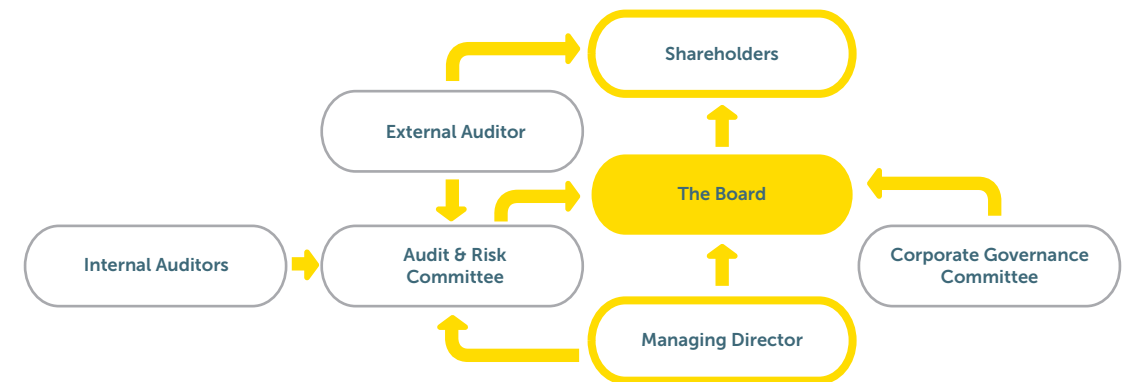 Shareholders
External Auditor
The Board
Internal Auditors
Audit & Risk
Committee
Corporate Governance
Committee
Managing Director